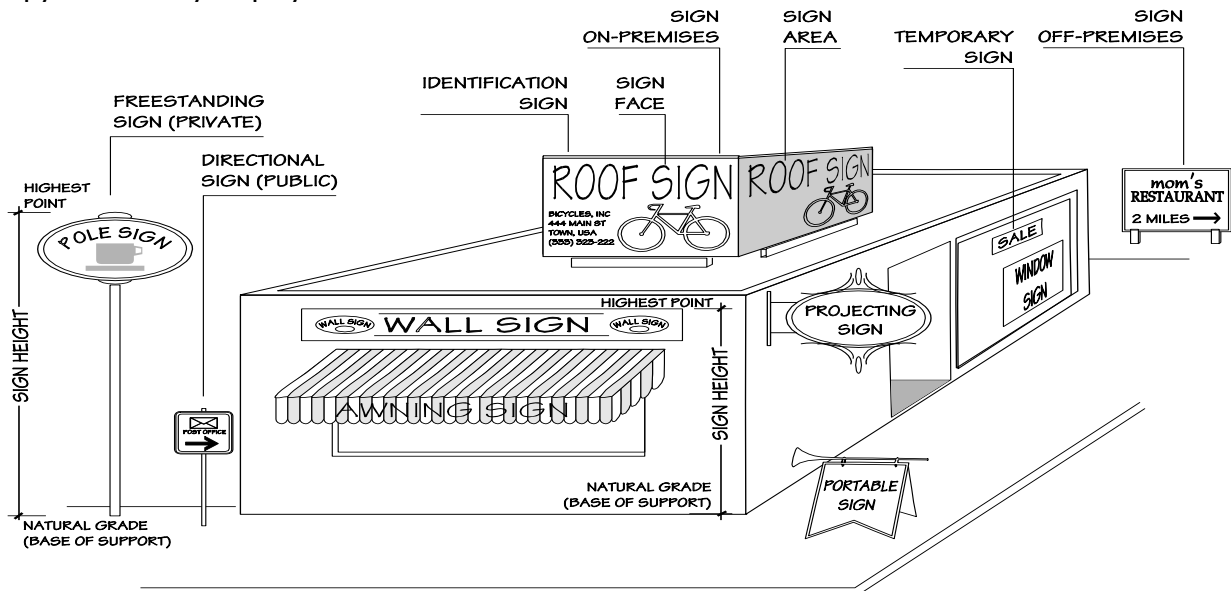 SIGN
ON-PREMISES
SIGN
AREA
TEMPORARY
SIGN
SIGN
OFF-PREMISES
IDENTIFICATION
SIGN
SIGN
FACE
FREESTANDING
SIGN (PRIVATE)
DIRECTIONAL
SIGN (PUBLIC)
HIGHEST
POINT
POLE SIGN
SIGN HEIGHT
NATURAL GRADE
(BASE OF SUPPORT)
POST OFFICE
ROOF SIGN
BICYCLES, INC
444 MAIN ST
TOWN, USA
(333) 323-222
ROOF SIGN
mom's
RESTAURANT
2 MILES
SALE
WINDOW
SIGN
PROJECTING
SIGN
HIGHEST POINT
WALL SIGN
WALL SIGN
WALL SIGN
AWNING SIGN
SIGN HEIGHT
NATURAL GRADE
(BASE OF SUPPORT)
PORTABLE
SIGN